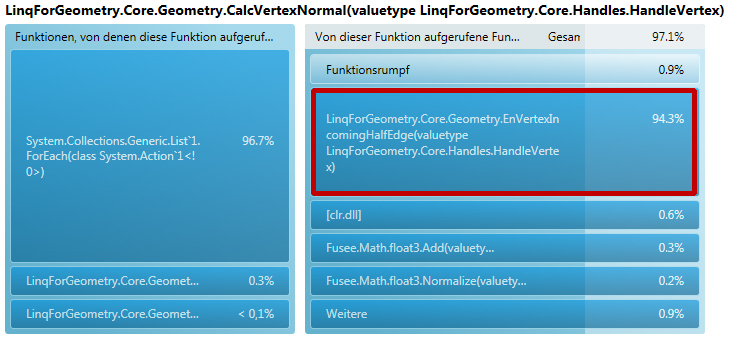 LinqForGeometry.Core.Geometry.CalcVertexNormal(valuetype LinqForGeometry.Core.Handles.HandleVertex)
Funktionen, von denen diese Funktion aufgeruf...
System.Collections.Generic.List`1.
ForEach(class System.Action`1<!
0>)
96.7%
LinqForGeometry.Core.Geomet... 0.3%
LinqForGeometry.Core.Geomet... < 0,1%
Von dieser Funktion aufgerufene Fun... Gesam 97.1%
Funktionsrumpf 0.9%
LinqForGeometry.Core.Geometry.EnVertexIn
comingHalfEdge(valuetype
LinqForGeometry.Core.Handles.HandleVerte
x)
94.3%
[clr.dll] 0.6%
Fusee.Math.float3.Add(valuety... 0.3%
Fusee.Math.float3.Normalize(valuety... 0.2%
Weitere 0.9%